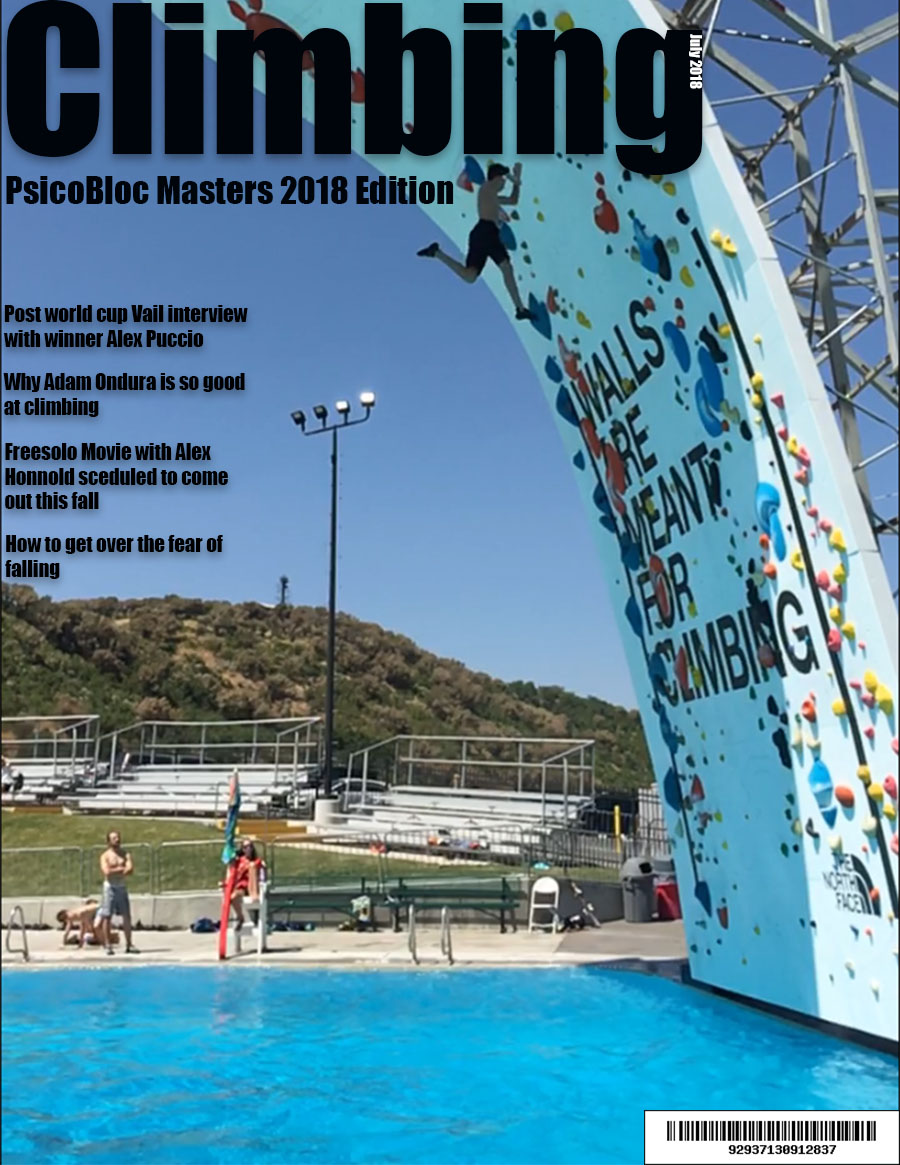 Climbing
July 2018
PsicoBloc Masters 2018 Edition
Post world cup Vail interview
with winner Alex Puccio
Why Adam Ondura is so good
at climbing
Freesolo Movie with Alex
Honnold sceduled to come
out this fall
How to get over the fear of
falling
WALLS
ARE
MEANT
FOR
CLIMBING
THE
NORTH
FACE
92937130912837